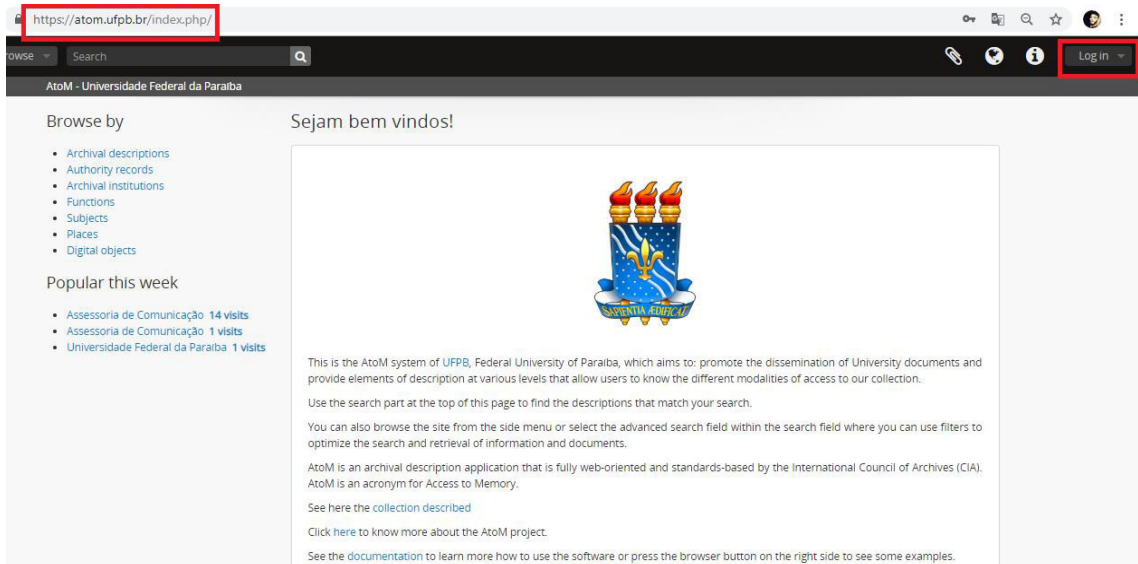 https://atom.ufpb.br/index.php/
rowse
Search
Log in
AtoM - Universidade Federal da Paraíba
Browse by
Archival descriptions
Authority records
Archival institutions
Functions
Subjects
Places
Digital objects
Popular this week
Assessoria de Comunicação 14 visits
Assessoria de Comunicação 1 visits
Universidade Federal da Paraíba 1 visits
Sejam bem vindos!
SAPIENTIA ÆDIFICAT
This is the AtoM system of UFPB, Federal University of Paraíba, which aims to: promote the dissemination of University documents and
provide elements of description at various levels that allow users to know the different modalities of access to our collection.
Use the search part at the top of this page to find the descriptions that match your search.
You can also browse the site from the side menu or select the advanced search field within the search field where you can use filters to
optimize the search and retrieval of information and documents.
AtoM is an archival description application that is fully web-oriented and standards-based by the International Council of Archives (CIA).
AtoM is an acronym for Access to Memory.
See here the collection described
Click here to know more about the AtoM project.
See the documentation to learn more how to use the software or press the browser button on the right side to see some examples.